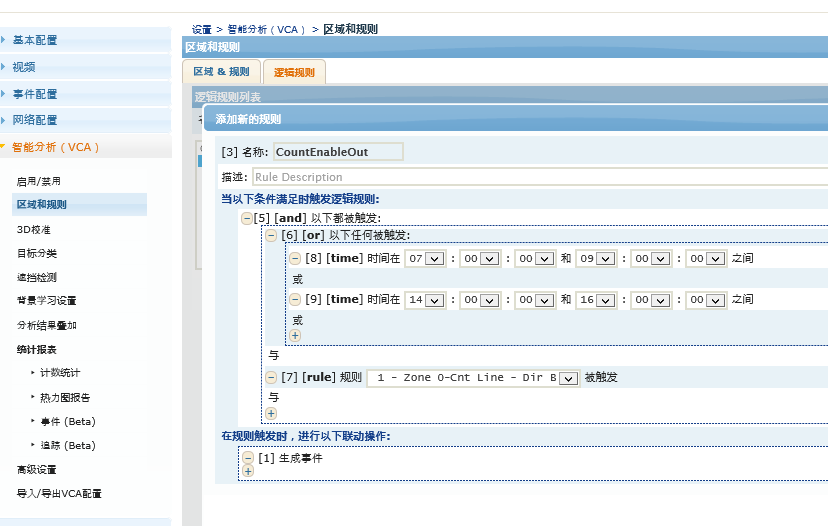 设置 > 智能分析（VCA） > 区域和规则
基本配置
视频
事件配置
网络配置
智能分析（VCA）
启用/禁用
区域和规则
3D校准
目标分类
遮挡检测
背景学习设置
分析结果叠加
统计报表
计数统计
热力图报告
事件 (Beta)
追踪 (Beta)
高级设置
导入/导出VCA配置
区域和规则
区域 & 规则 逻辑规则
逻辑规则列表
添加新的规则
[3] 名称: CountEnableOut
描述: Rule Description
当以下条件满足时触发逻辑规则:
[5] [and] 以下都被触发:
[6] [or] 以下任何被触发:
[8] [time] 时间在 07 : 00 : 00 和 09 : 00 : 00 之间
或
[9] [time] 时间在 14 : 00 : 00 和 16 : 00 : 00 之间
或
与
[7] [rule] 规则 1 - Zone 0-Cnt Line - Dir B 被触发
与
在规则触发时，进行以下联动操作:
[1] 生成事件